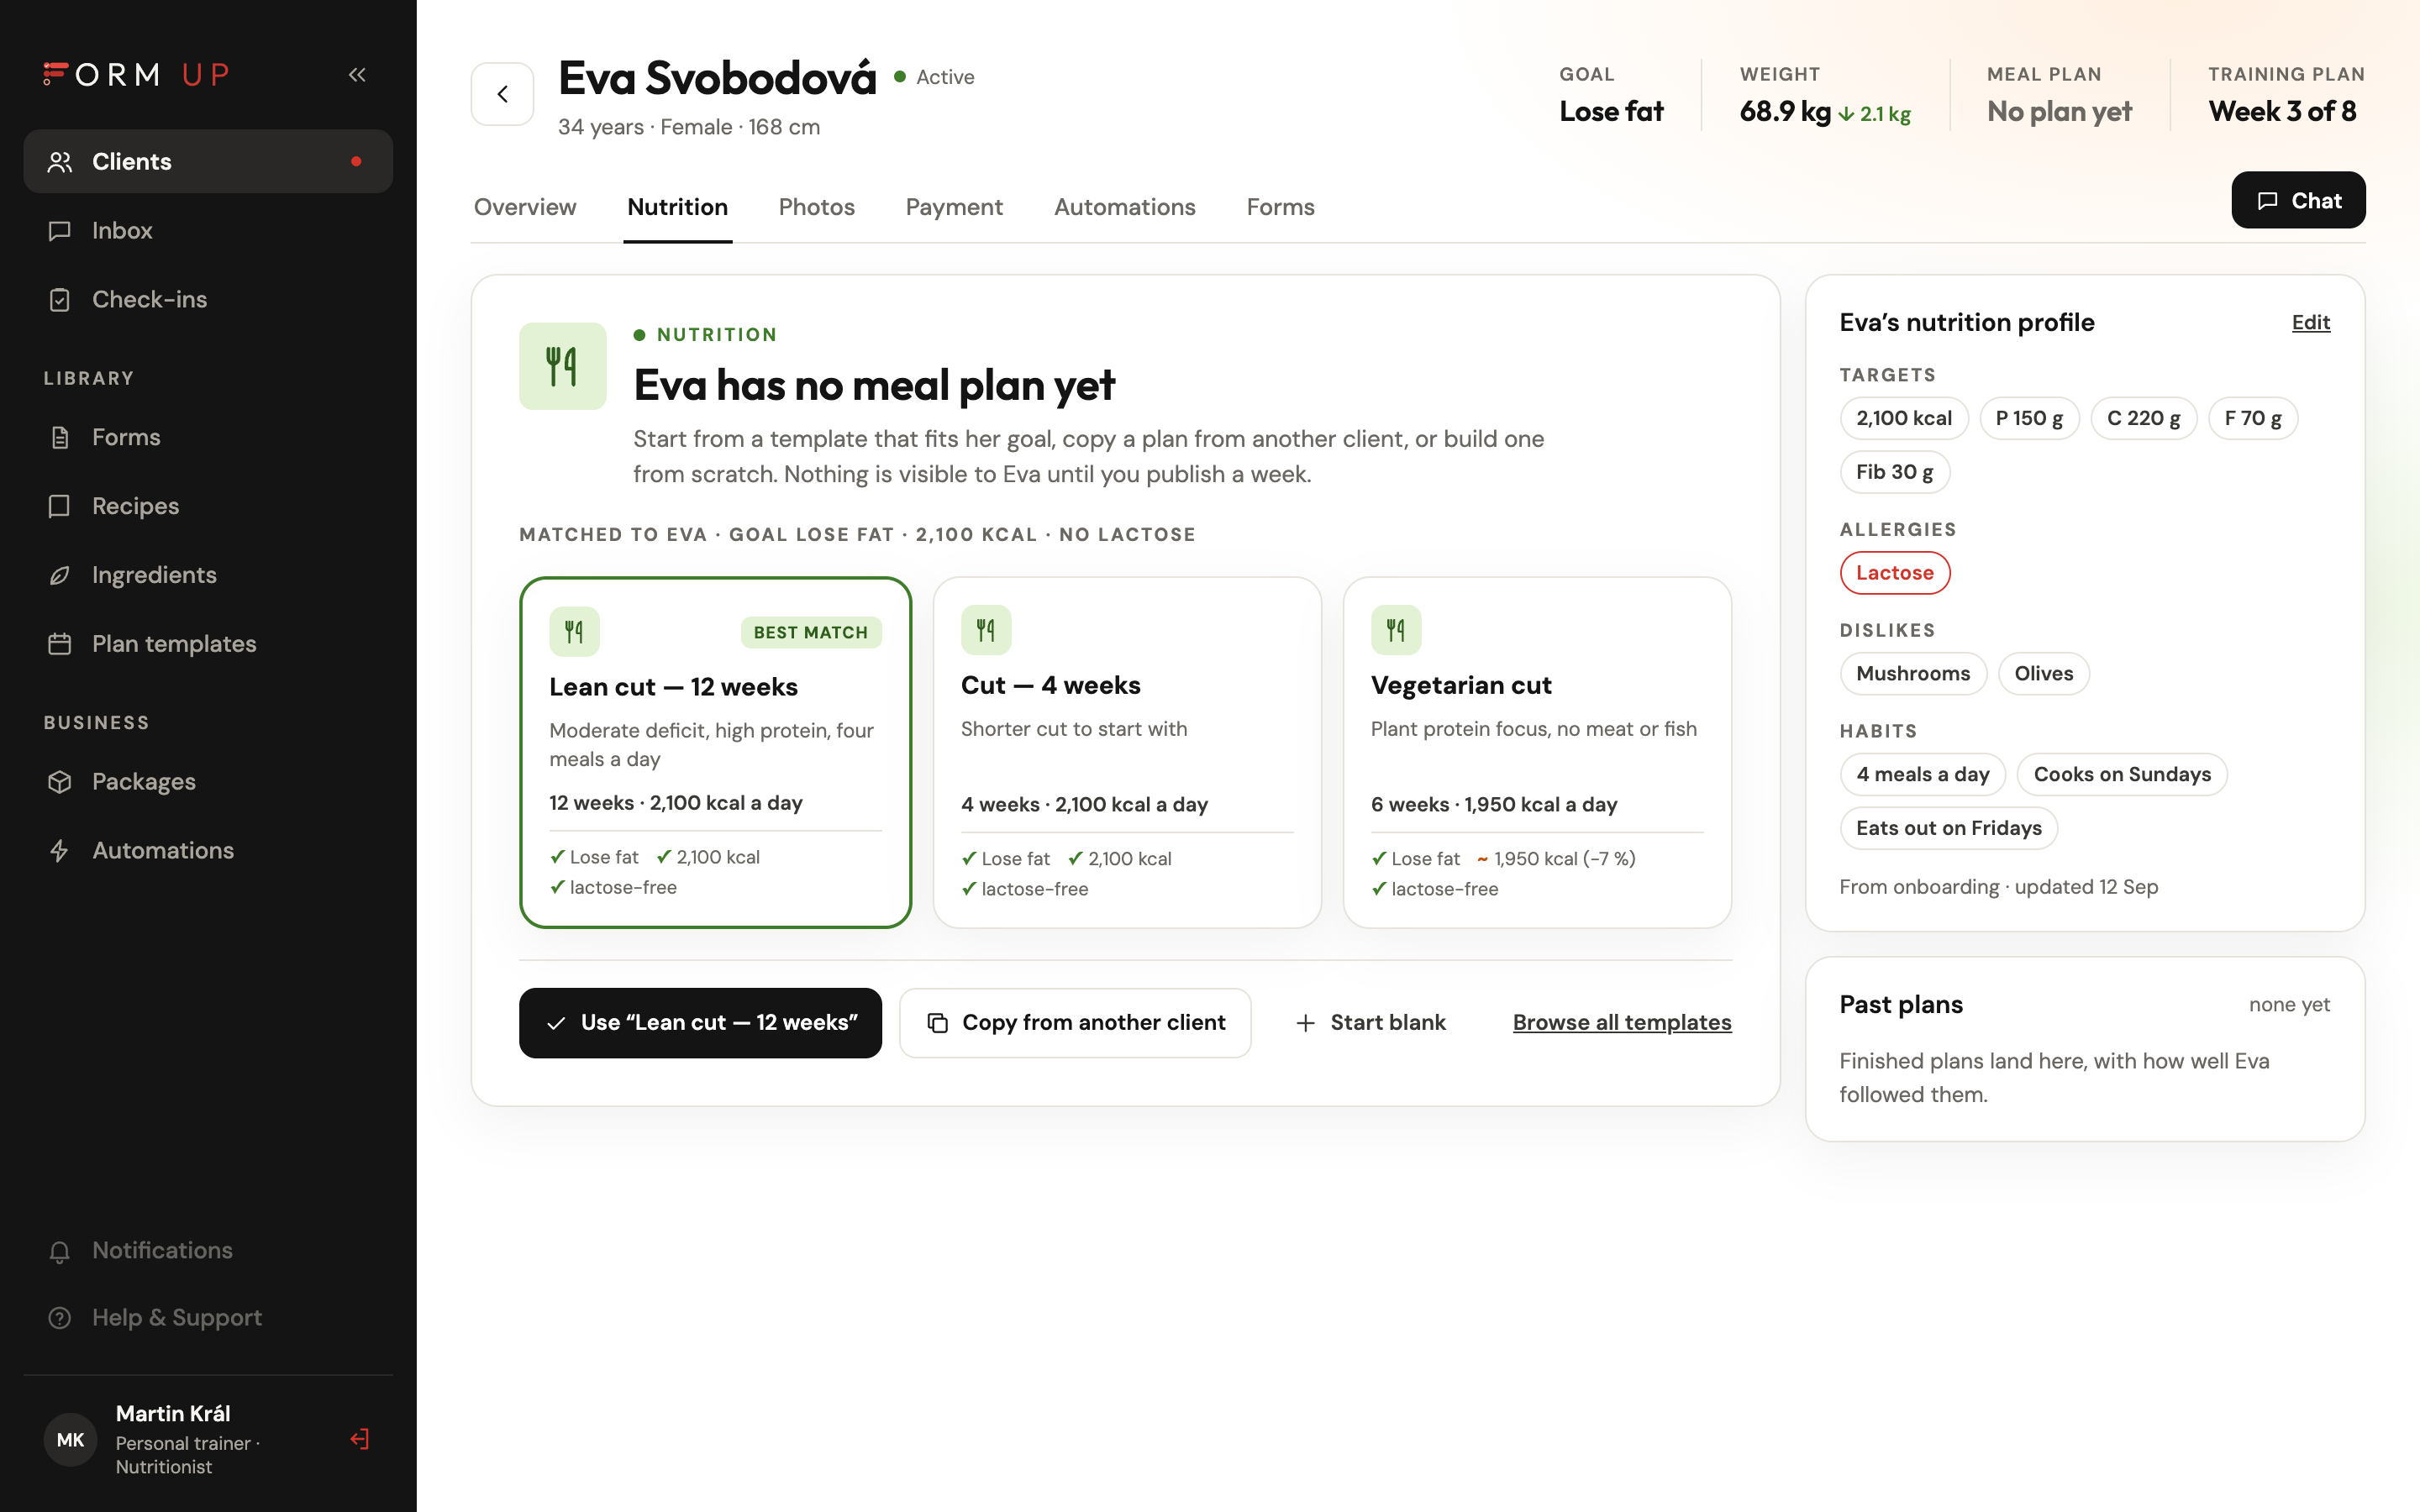 FORM UP
Clients
Inbox
Check-ins
LIBRARY
Forms
Recipes
Ingredients
Plan templates
BUSINESS
Packages
Automations
Notifications
Help & Support
MK
Martin Král
Personal trainer ·
Nutritionist
Eva Svobodová
Active
34 years · Female · 168 cm
GOAL
Lose fat
WEIGHT
68.9 kg ↓ 2.1 kg
MEAL PLAN
No plan yet
TRAINING PLAN
Week 3 of 8
Overview
Nutrition
Photos
Payment
Automations
Forms
Chat
NUTRITION
Eva has no meal plan yet
Start from a template that fits her goal, copy a plan from another client, or build one
from scratch. Nothing is visible to Eva until you publish a week.
MATCHED TO EVA · GOAL LOSE FAT · 2,100 KCAL · NO LACTOSE
BEST MATCH
Lean cut — 12 weeks
Moderate deficit, high protein, four
meals a day
12 weeks · 2,100 kcal a day
✓ Lose fat ✓ 2,100 kcal
✓ lactose-free
Cut — 4 weeks
Shorter cut to start with
4 weeks · 2,100 kcal a day
✓ Lose fat ✓ 2,100 kcal
✓ lactose-free
Vegetarian cut
Plant protein focus, no meat or fish
6 weeks · 1,950 kcal a day
✓ Lose fat ~ 1,950 kcal (−7 %)
✓ lactose-free
Use “Lean cut — 12 weeks”
Copy from another client
Start blank
Browse all templates
Eva’s nutrition profile
Edit
TARGETS
2,100 kcal
P 150 g
C 220 g
F 70 g
Fib 30 g
ALLERGIES
Lactose
DISLIKES
Mushrooms
Olives
HABITS
4 meals a day
Cooks on Sundays
Eats out on Fridays
From onboarding · updated 12 Sep
Past plans
none yet
Finished plans land here, with how well Eva
followed them.